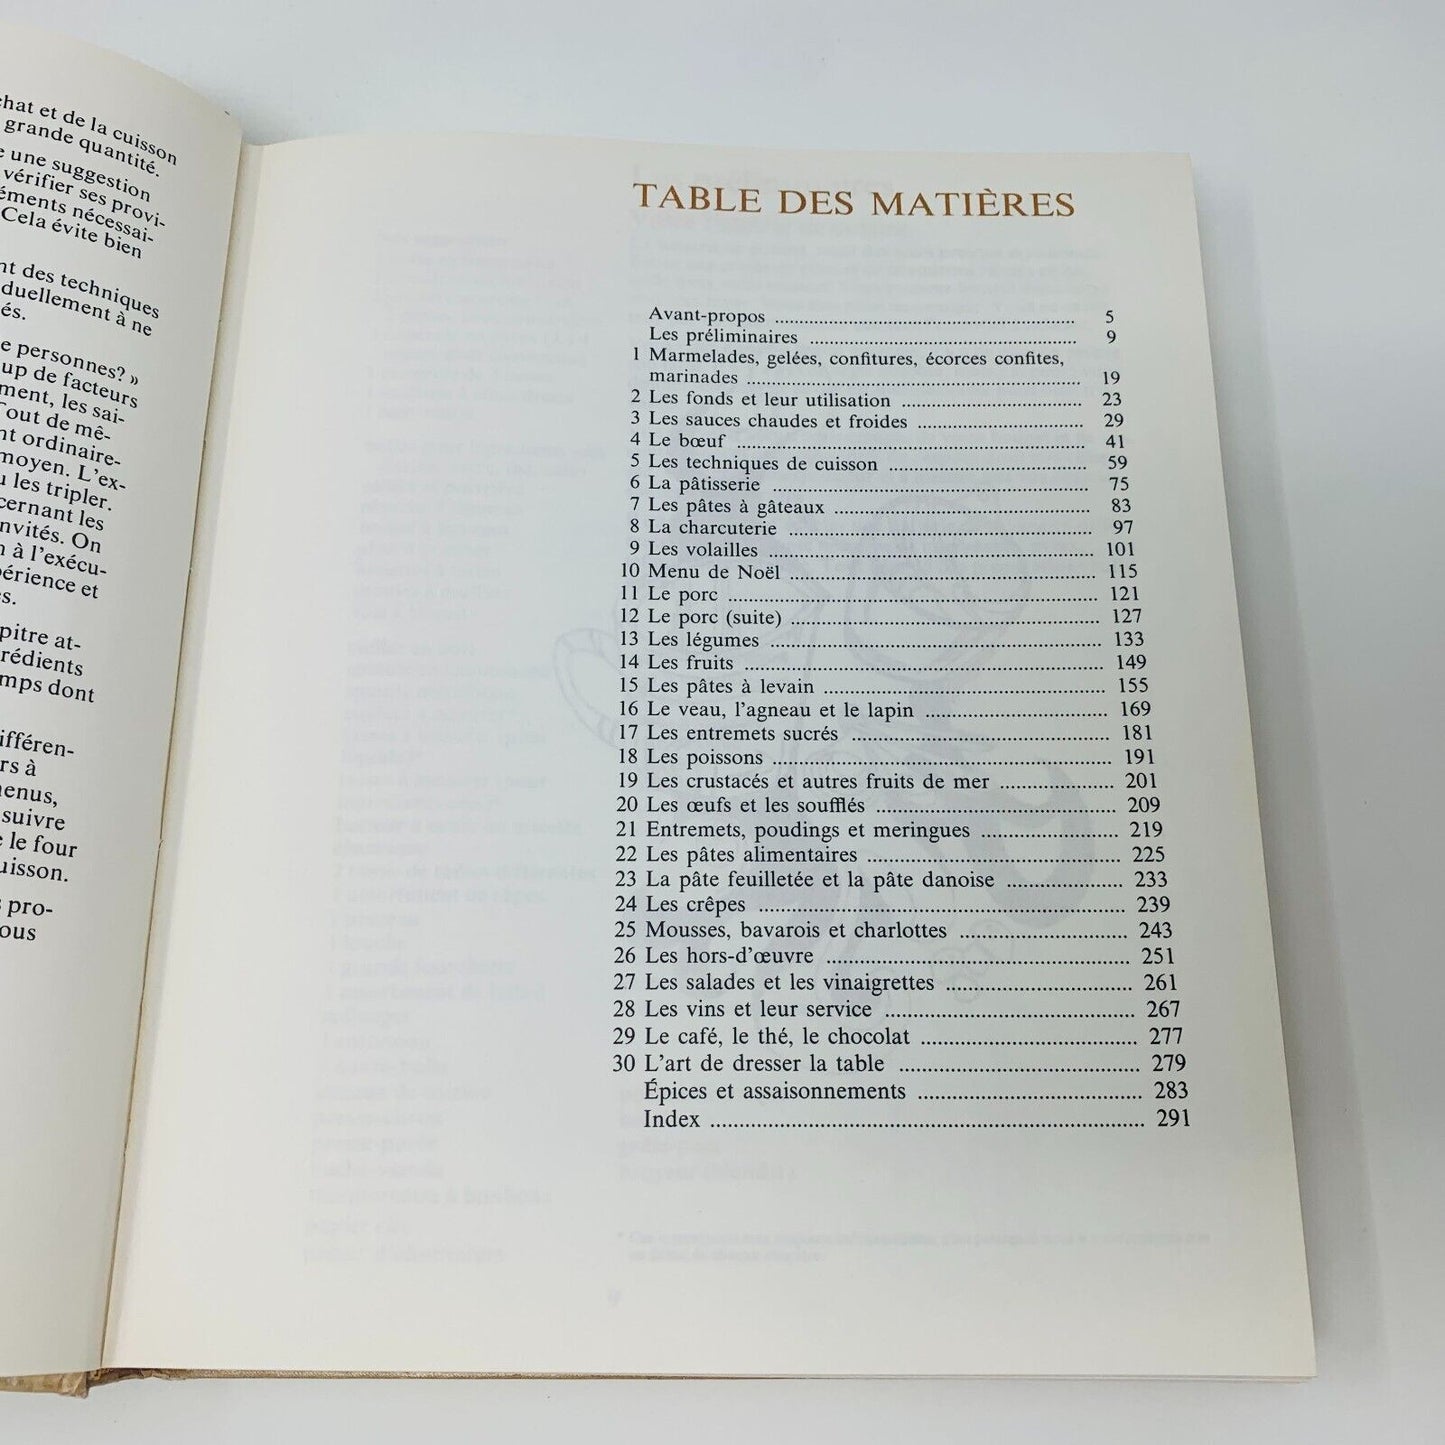 chat et de la cuisson
grande quantité.
une suggestion
vérifier ses provi-
éments nécessai-
Cela évite bien
nt des techniques
duellement à ne
és.
e personnes? »
up de facteurs
ment, les sai-
Tout de mê-
nt ordinaire-
moyen. L'ex-
u les tripler.
cernant les
nvités. On
n à l'exécu-
périence et
es.
pitre at-
rédients
mps dont
ifféren-
rs à
menus,
suivre
e le four
uisson.
s pro-
ous
TABLE DES MATIÈRES
Avant-propos ........ 5
Les préliminaires ........ 9
1 Marmelades, gelées, confitures, écorces confites,
marinades ........ 19
2 Les fonds et leur utilisation ........ 23
3 Les sauces chaudes et froides ........ 29
4 Le bœuf ........ 41
5 Les techniques de cuisson ........ 59
6 La pâtisserie ........ 75
7 Les pâtes à gâteaux ........ 83
8 La charcuterie ........ 97
9 Les volailles ........ 101
10 Menu de Noël ........ 115
11 Le porc ........ 121
12 Le porc (suite) ........ 127
13 Les légumes ........ 133
14 Les fruits ........ 149
15 Les pâtes à levain ........ 155
16 Le veau, l'agneau et le lapin ........ 169
17 Les entremets sucrés ........ 181
18 Les poissons ........ 191
19 Les crustacés et autres fruits de mer ........ 201
20 Les œufs et les soufflés ........ 209
21 Entremets, poudings et meringues ........ 219
22 Les pâtes alimentaires ........ 225
23 La pâte feuilletée et la pâte danoise ........ 233
24 Les crêpes ........ 239
25 Mousses, bavarois et charlottes ........ 243
26 Les hors-d'œuvre ........ 251
27 Les salades et les vinaigrettes ........ 261
28 Les vins et leur service ........ 267
29 Le café, le thé, le chocolat ........ 277
30 L'art de dresser la table ........ 279
Épices et assaisonnements ........ 283
Index ........ 291